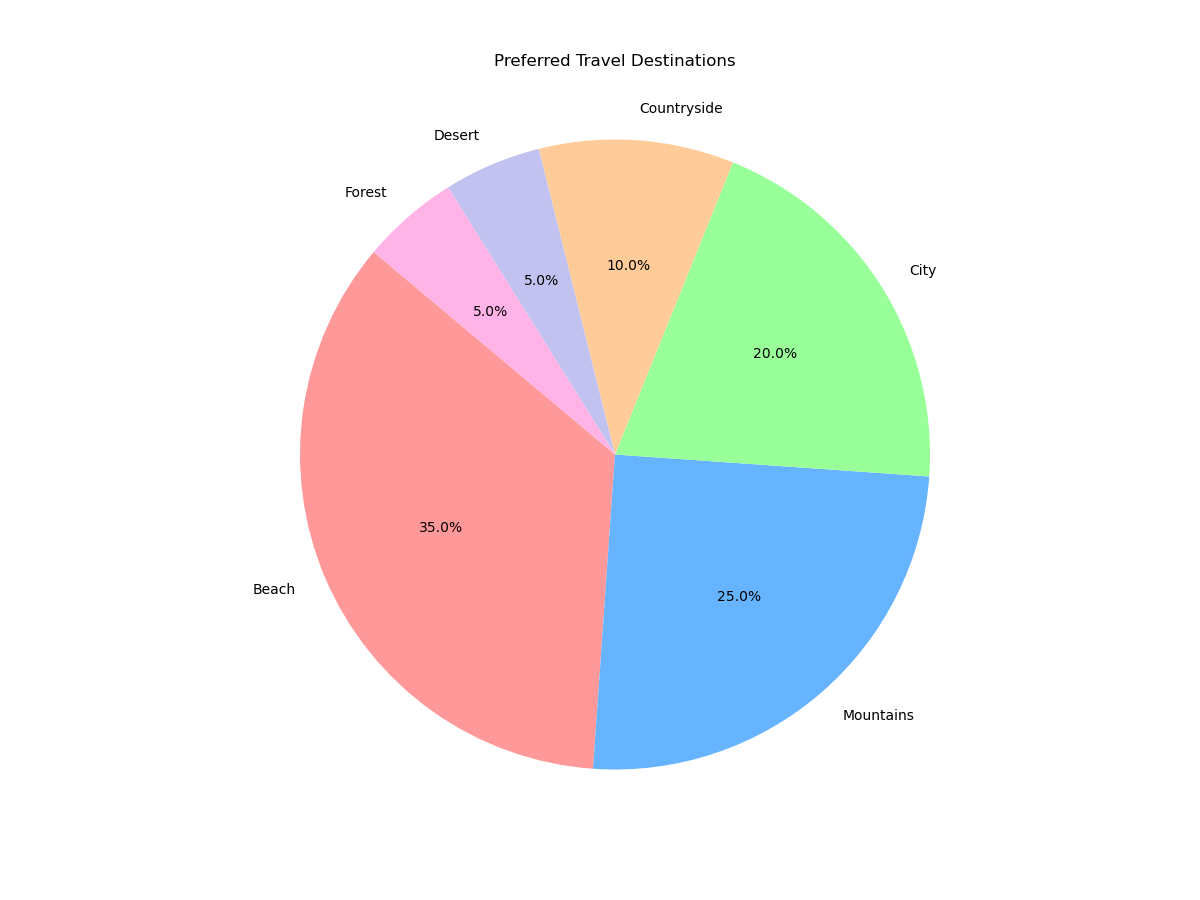 Preferred Travel Destinations
Countryside
Desert
Forest
City
10.0%
5.0%
5.0%
20.0%
35.0%
Beach
25.0%
Mountains